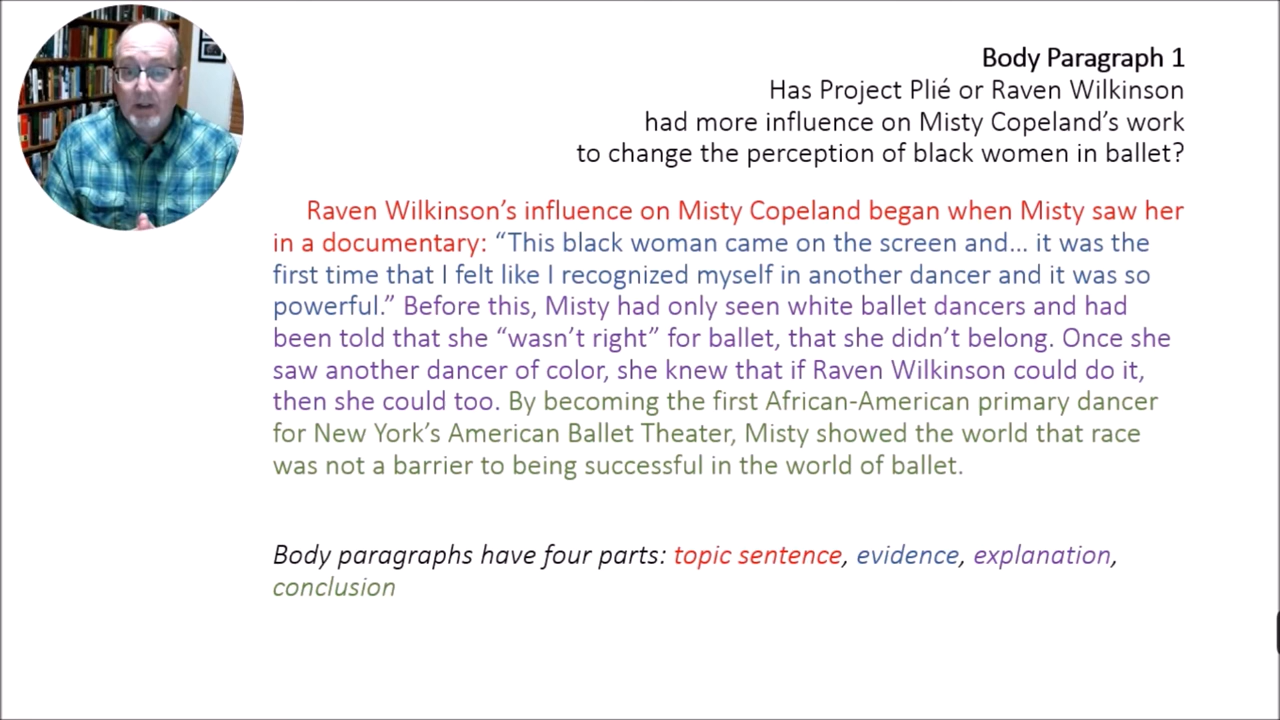 Body Paragraph 1
Has Project Plié or Raven Wilkinson
had more influence on Misty Copeland’s work
to change the perception of black women in ballet?
Raven Wilkinson’s influence on Misty Copeland began when Misty saw her
in a documentary: “This black woman came on the screen and… it was the
first time that I felt like I recognized myself in another dancer and it was so
powerful.” Before this, Misty had only seen white ballet dancers and had
been told that she “wasn’t right” for ballet, that she didn’t belong. Once she
saw another dancer of color, she knew that if Raven Wilkinson could do it,
then she could too. By becoming the first African-American primary dancer
for New York’s American Ballet Theater, Misty showed the world that race
was not a barrier to being successful in the world of ballet.
Body paragraphs have four parts: topic sentence, evidence, explanation,
conclusion